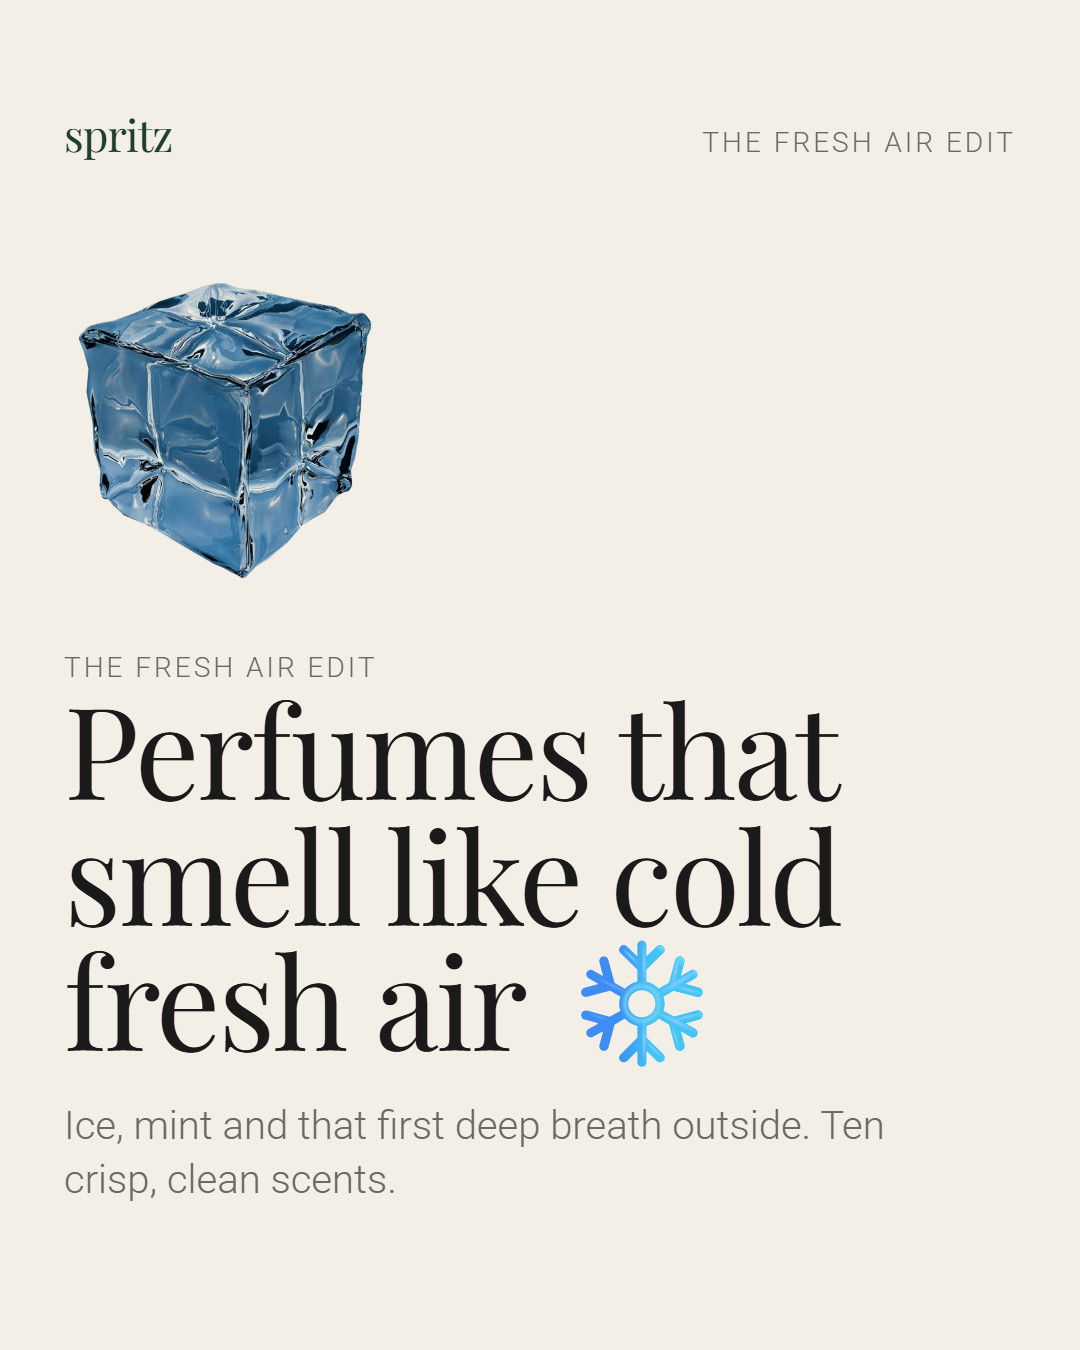 spritz
THE FRESH AIR EDIT
THE FRESH AIR EDIT
Perfumes that
smell like cold
fresh air ❄️
Ice, mint and that first deep breath outside. Ten
crisp, clean scents.